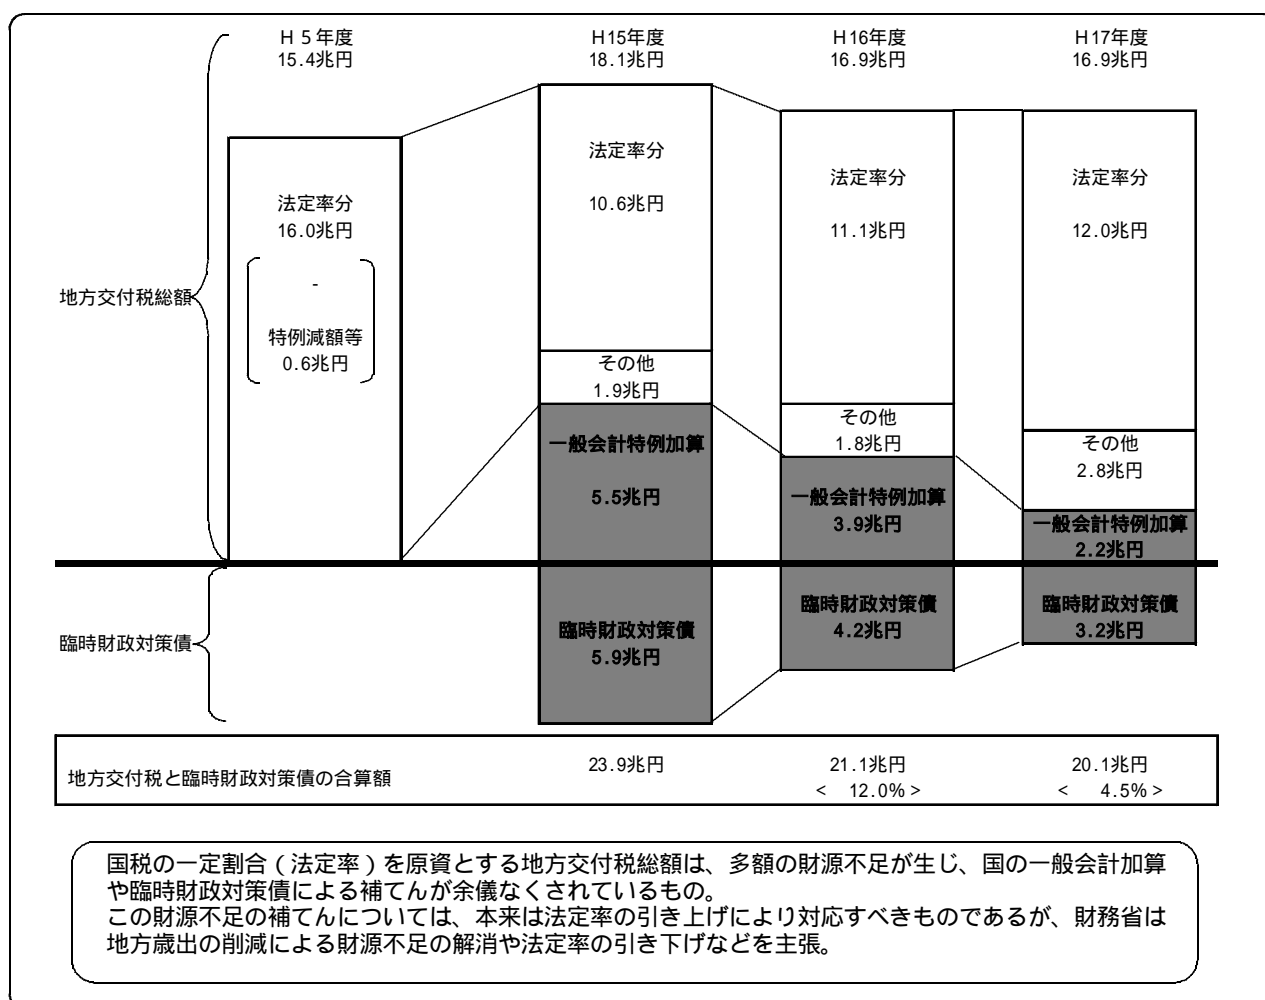 H５年度
15.4兆円
H15年度
18.1兆円
H16年度
16.9兆円
H17年度
16.9兆円
地方交付税総額
法定率分
16.0兆円
-
特例減額等
0.6兆円
法定率分
10.6兆円
その他
1.9兆円
一般会計特例加算
5.5兆円
法定率分
11.1兆円
その他
1.8兆円
一般会計特例加算
3.9兆円
法定率分
12.0兆円
その他
2.8兆円
一般会計特例加算
2.2兆円
臨時財政対策債
臨時財政対策債
5.9兆円
臨時財政対策債
4.2兆円
臨時財政対策債
3.2兆円
地方交付税と臨時財政対策債の合算額
23.9兆円
21.1兆円
< 12.0%>
20.1兆円
< 4.5%>
国税の一定割合（法定率）を原資とする地方交付税総額は、多額の財源不足が生じ、国の一般会計加算
や臨時財政対策債による補てんが余儀なくされているもの。
この財源不足の補てんについては、本来は法定率の引き上げにより対応すべきものであるが、財務省は
地方歳出の削減による財源不足の解消や法定率の引き下げなどを主張。